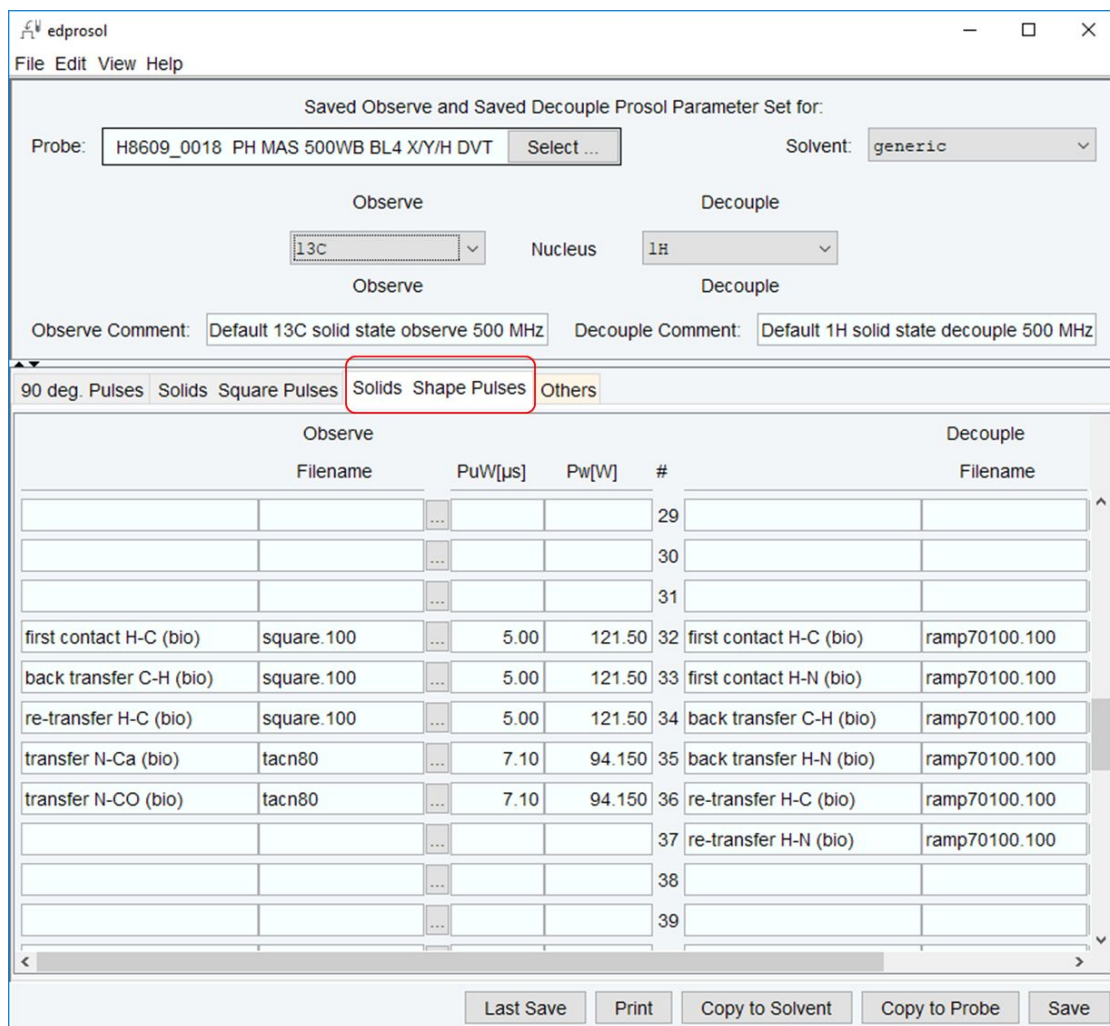 edprosol
File Edit View Help
Saved Observe and Saved Decouple Prosol Parameter Set for:
Probe: H8609_0018 PH MAS 500WB BL4 X/Y/H DVT Select ... Solvent: generic
Observe Decouple
13C Nucleus 1H
Observe Decouple
Observe Comment: Default 13C solid state observe 500 MHz Decouple Comment: Default 1H solid state decouple 500 MHz
90 deg. Pulses Solids Square Pulses Solids Shape Pulses Others
Observe Decouple
Filename PuW[µs] Pw[W] # Filename
... 29
... 30
... 31
first contact H-C (bio) square.100 ... 5.00 121.50 32 first contact H-C (bio) ramp70100.100
back transfer C-H (bio) square.100 ... 5.00 121.50 33 first contact H-N (bio) ramp70100.100
re-transfer H-C (bio) square.100 ... 5.00 121.50 34 back transfer C-H (bio) ramp70100.100
transfer N-Ca (bio) tacn80 ... 7.10 94.150 35 back transfer H-N (bio) ramp70100.100
transfer N-CO (bio) tacn80 ... 7.10 94.150 36 re-transfer H-C (bio) ramp70100.100
... 37 re-transfer H-N (bio) ramp70100.100
... 38
... 39
Last Save Print Copy to Solvent Copy to Probe Save